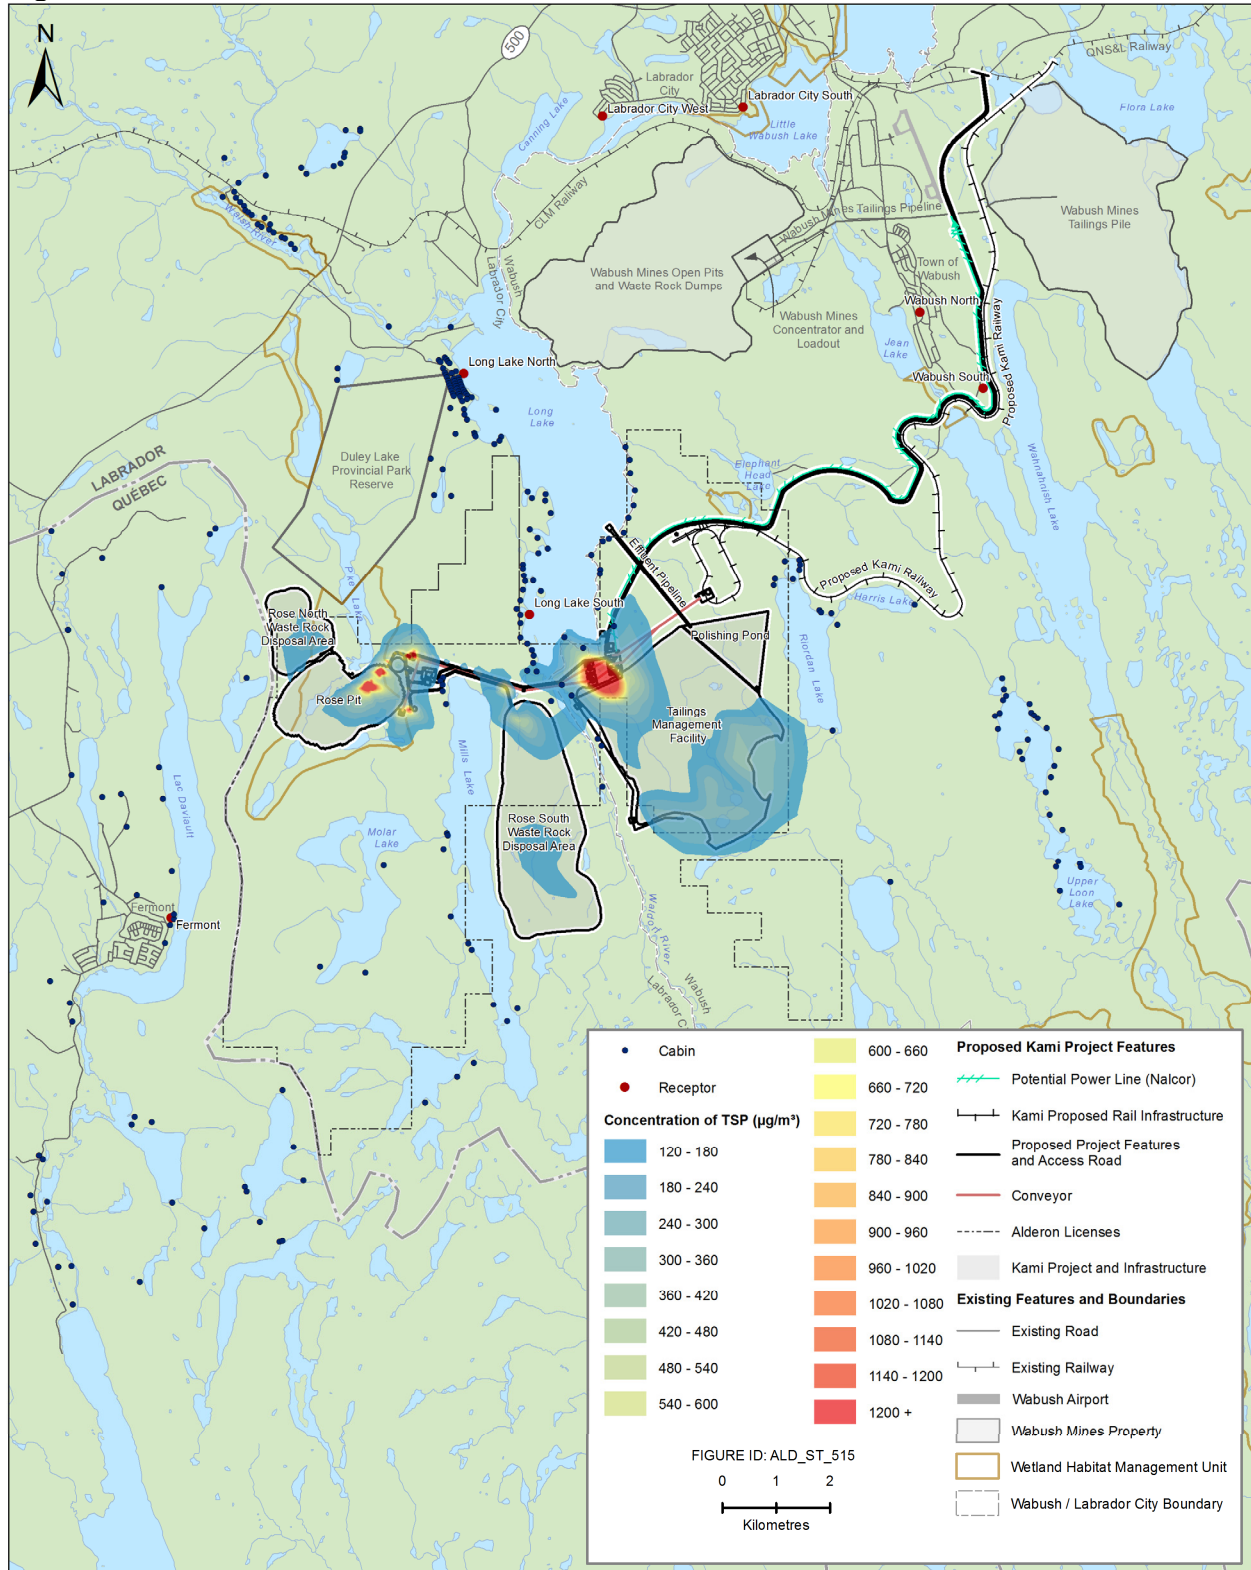 N
500
QNS&L Railway
Labrador
City
Labrador City South
Labrador City West
Flora Lake
Canning Lake
Little
Wabush Lake
CLM Railway
Walsh River
Wabush Mines Tailings Pipeline
Wabush Mines
Tailings Pile
Wabush
Labrador City
Wabush Mines Open Pits
and Waste Rock Dumps
Town of
Wabush
Wabush North
Wabush Mines
Concentrator and
Loadout
Jean
Lake
Proposed Kami Railway
Long Lake North
Wabush South
Long
Lake
Duley Lake
Provincial Park
Reserve
LABRADOR
QUÉBEC
Elephant
Head
Lake
Wahnahnish Lake
Effluent Pipeline
Pike Lake
Proposed Kami Railway
Harris Lake
Long Lake South
Rose North
Waste Rock
Disposal Area
Polishing Pond
Riordan Lake
Rose Pit
Tailings
Management
Facility
Mills Lake
Lac Daviault
Rose South
Waste Rock
Disposal Area
Molar
Lake
Upper
Loon
Lake
Fermont
Fermont
Waldorf River
Wabush
Labrador C
Cabin
Receptor
Concentration of TSP (µg/m³)
120 - 180
180 - 240
240 - 300
300 - 360
360 - 420
420 - 480
480 - 540
540 - 600
600 - 660
660 - 720
720 - 780
780 - 840
840 - 900
900 - 960
960 - 1020
1020 - 1080
1080 - 1140
1140 - 1200
1200 +
Proposed Kami Project Features
Potential Power Line (Nalcor)
Kami Proposed Rail Infrastructure
Proposed Project Features
and Access Road
Conveyor
Alderon Licenses
Kami Project and Infrastructure
Existing Features and Boundaries
Existing Road
Existing Railway
Wabush Airport
Wabush Mines Property
Wetland Habitat Management Unit
Wabush / Labrador City Boundary
FIGURE ID: ALD_ST_515
0 1 2
Kilometres